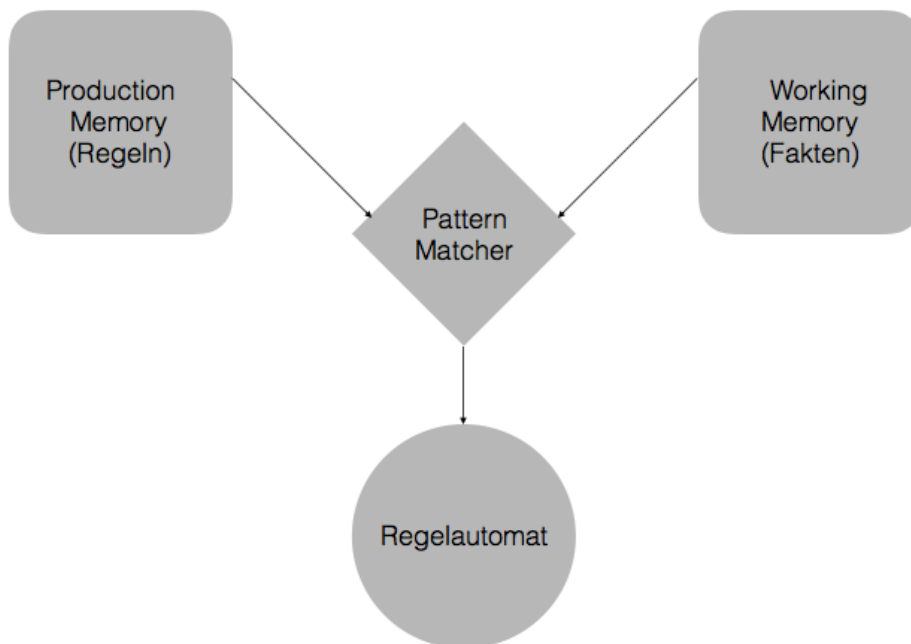 Production
Memory
(Regeln)
Working
Memory
(Fakten)
Pattern
Matcher
Regelautomat